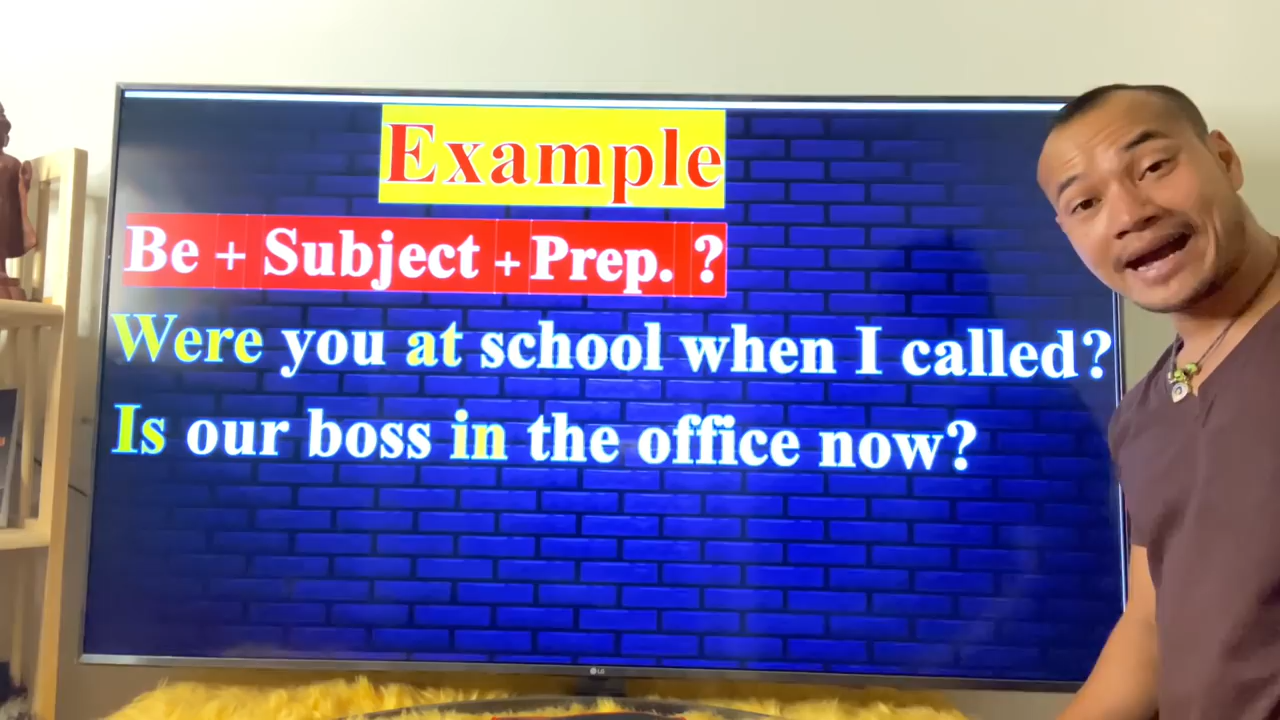 Example
Be + Subject + Prep. ?
Were you at school when I called?
Is our boss in the office now?
LG